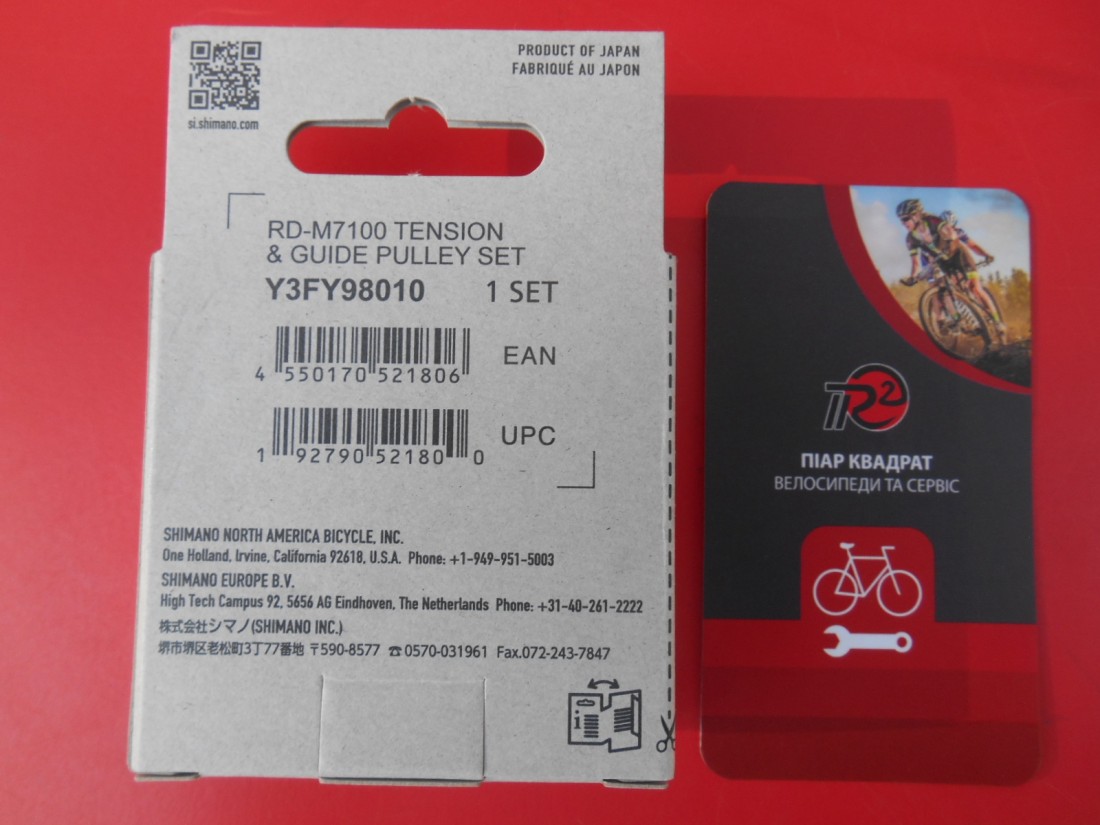 si.shimano.com
PRODUCT OF JAPAN
FABRIQUÉ AU JAPON
RD-M7100 TENSION
& GUIDE PULLEY SET
Y3FY98010 1 SET
4 550170 521806 EAN
1 92790 52180 0 UPC
SHIMANO NORTH AMERICA BICYCLE, INC.
One Holland, Irvine, California 92618, U.S.A. Phone: +1-949-951-5003
SHIMANO EUROPE B.V.
High Tech Campus 92, 5656 AG Eindhoven, The Netherlands Phone: +31-40-261-2222
株式会社シマノ(SHIMANO INC.)
堺市堺区老松町3丁77番地 〒590-8577 ☎0570-031961 Fax.072-243-7847
i
ПR2
ПІАР КВАДРАТ
ВЕЛОСИПЕДИ ТА СЕРВІС